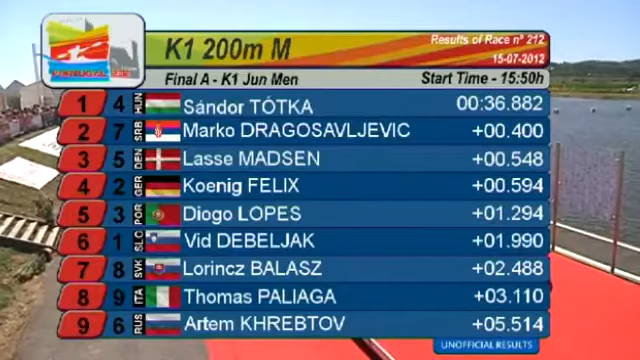 K1 200m M
Results of Race nº 212
15-07-2012
Final A - K1 Jun Men
Start Time - 15:50h
1 4 HUN Sándor TÓTKA 00:36.882
2 7 SRB Marko DRAGOSAVLJEVIC +00.400
3 5 DEN Lasse MADSEN +00.548
4 2 GER Koenig FELIX +00.594
5 3 POR Diogo LOPES +01.294
6 1 SLO Vid DEBELJAK +01.990
7 8 SVK Lorincz BALASZ +02.488
8 9 ITA Thomas PALIAGA +03.110
9 6 RUS Artem KHREBTOV +05.514
UNOFFICIAL RESULTS